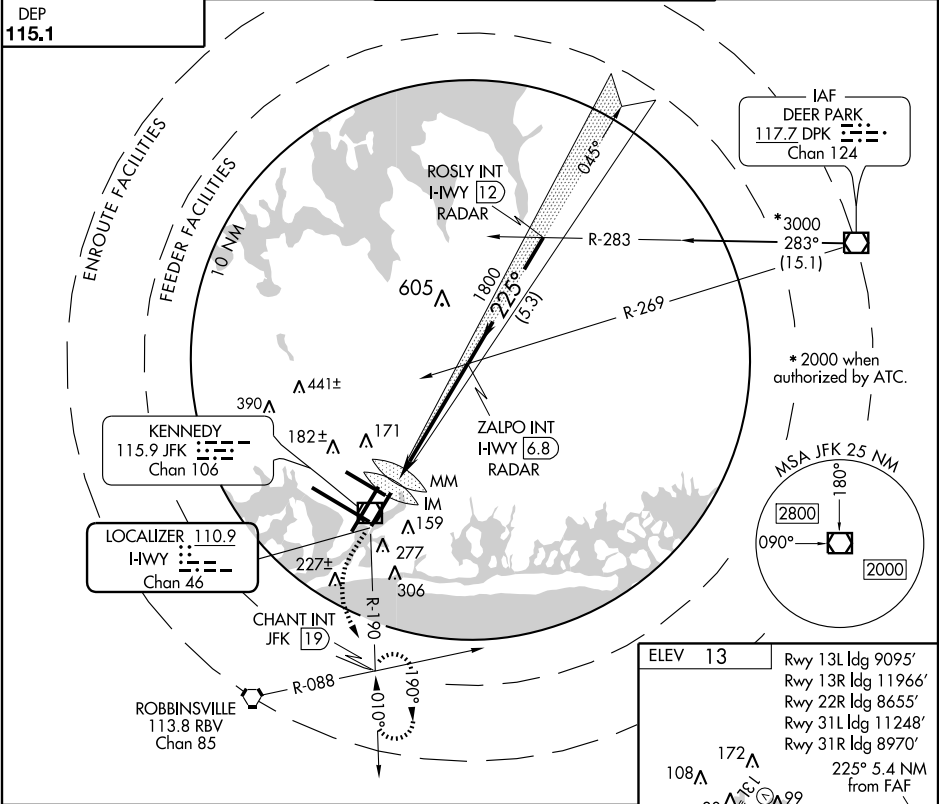 DEP
115.1
ENROUTE FACILITIES
FEEDER FACILITIES
10 NM
IAF
DEER PARK
117.7 DPK
Chan 124
ROSLY INT
I-IWY 12
RADAR
045°
*3000
283°
(15.1)
R-283
R-269
1800
225°
(5.3)
605
* 2000 when
authorized by ATC.
441±
390
182±
171
KENNEDY
115.9 JFK
Chan 106
ZALPO INT
I-IWY 6.8
RADAR
MM
IM
MSA JFK 25 NM
180°
2800
090°
2000
LOCALIZER 110.9
I-IWY
Chan 46
159
277
227±
306
R-190
CHANT INT
JFK 19
R-088
190°
010°
ROBBINSVILLE
113.8 RBV
Chan 85
ELEV 13
Rwy 13L ldg 9095'
Rwy 13R ldg 11966'
Rwy 22R ldg 8655'
Rwy 31L ldg 11248'
Rwy 31R ldg 8970'
225° 5.4 NM
from FAF
172
108
13L
V
99